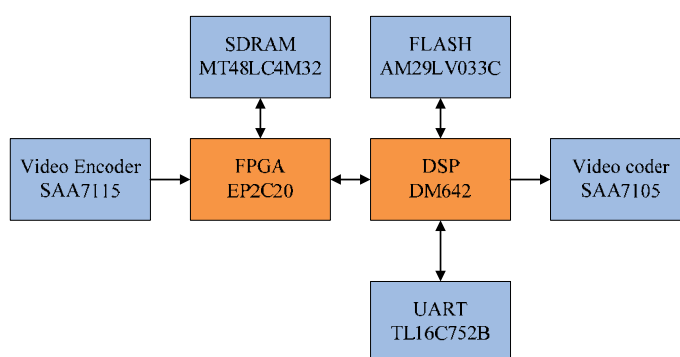 SDRAM
MT48LC4M32
FLASH
AM29LV033C
Video Encoder
SAA7115
FPGA
EP2C20
DSP
DM642
Video coder
SAA7105
UART
TL16C752B